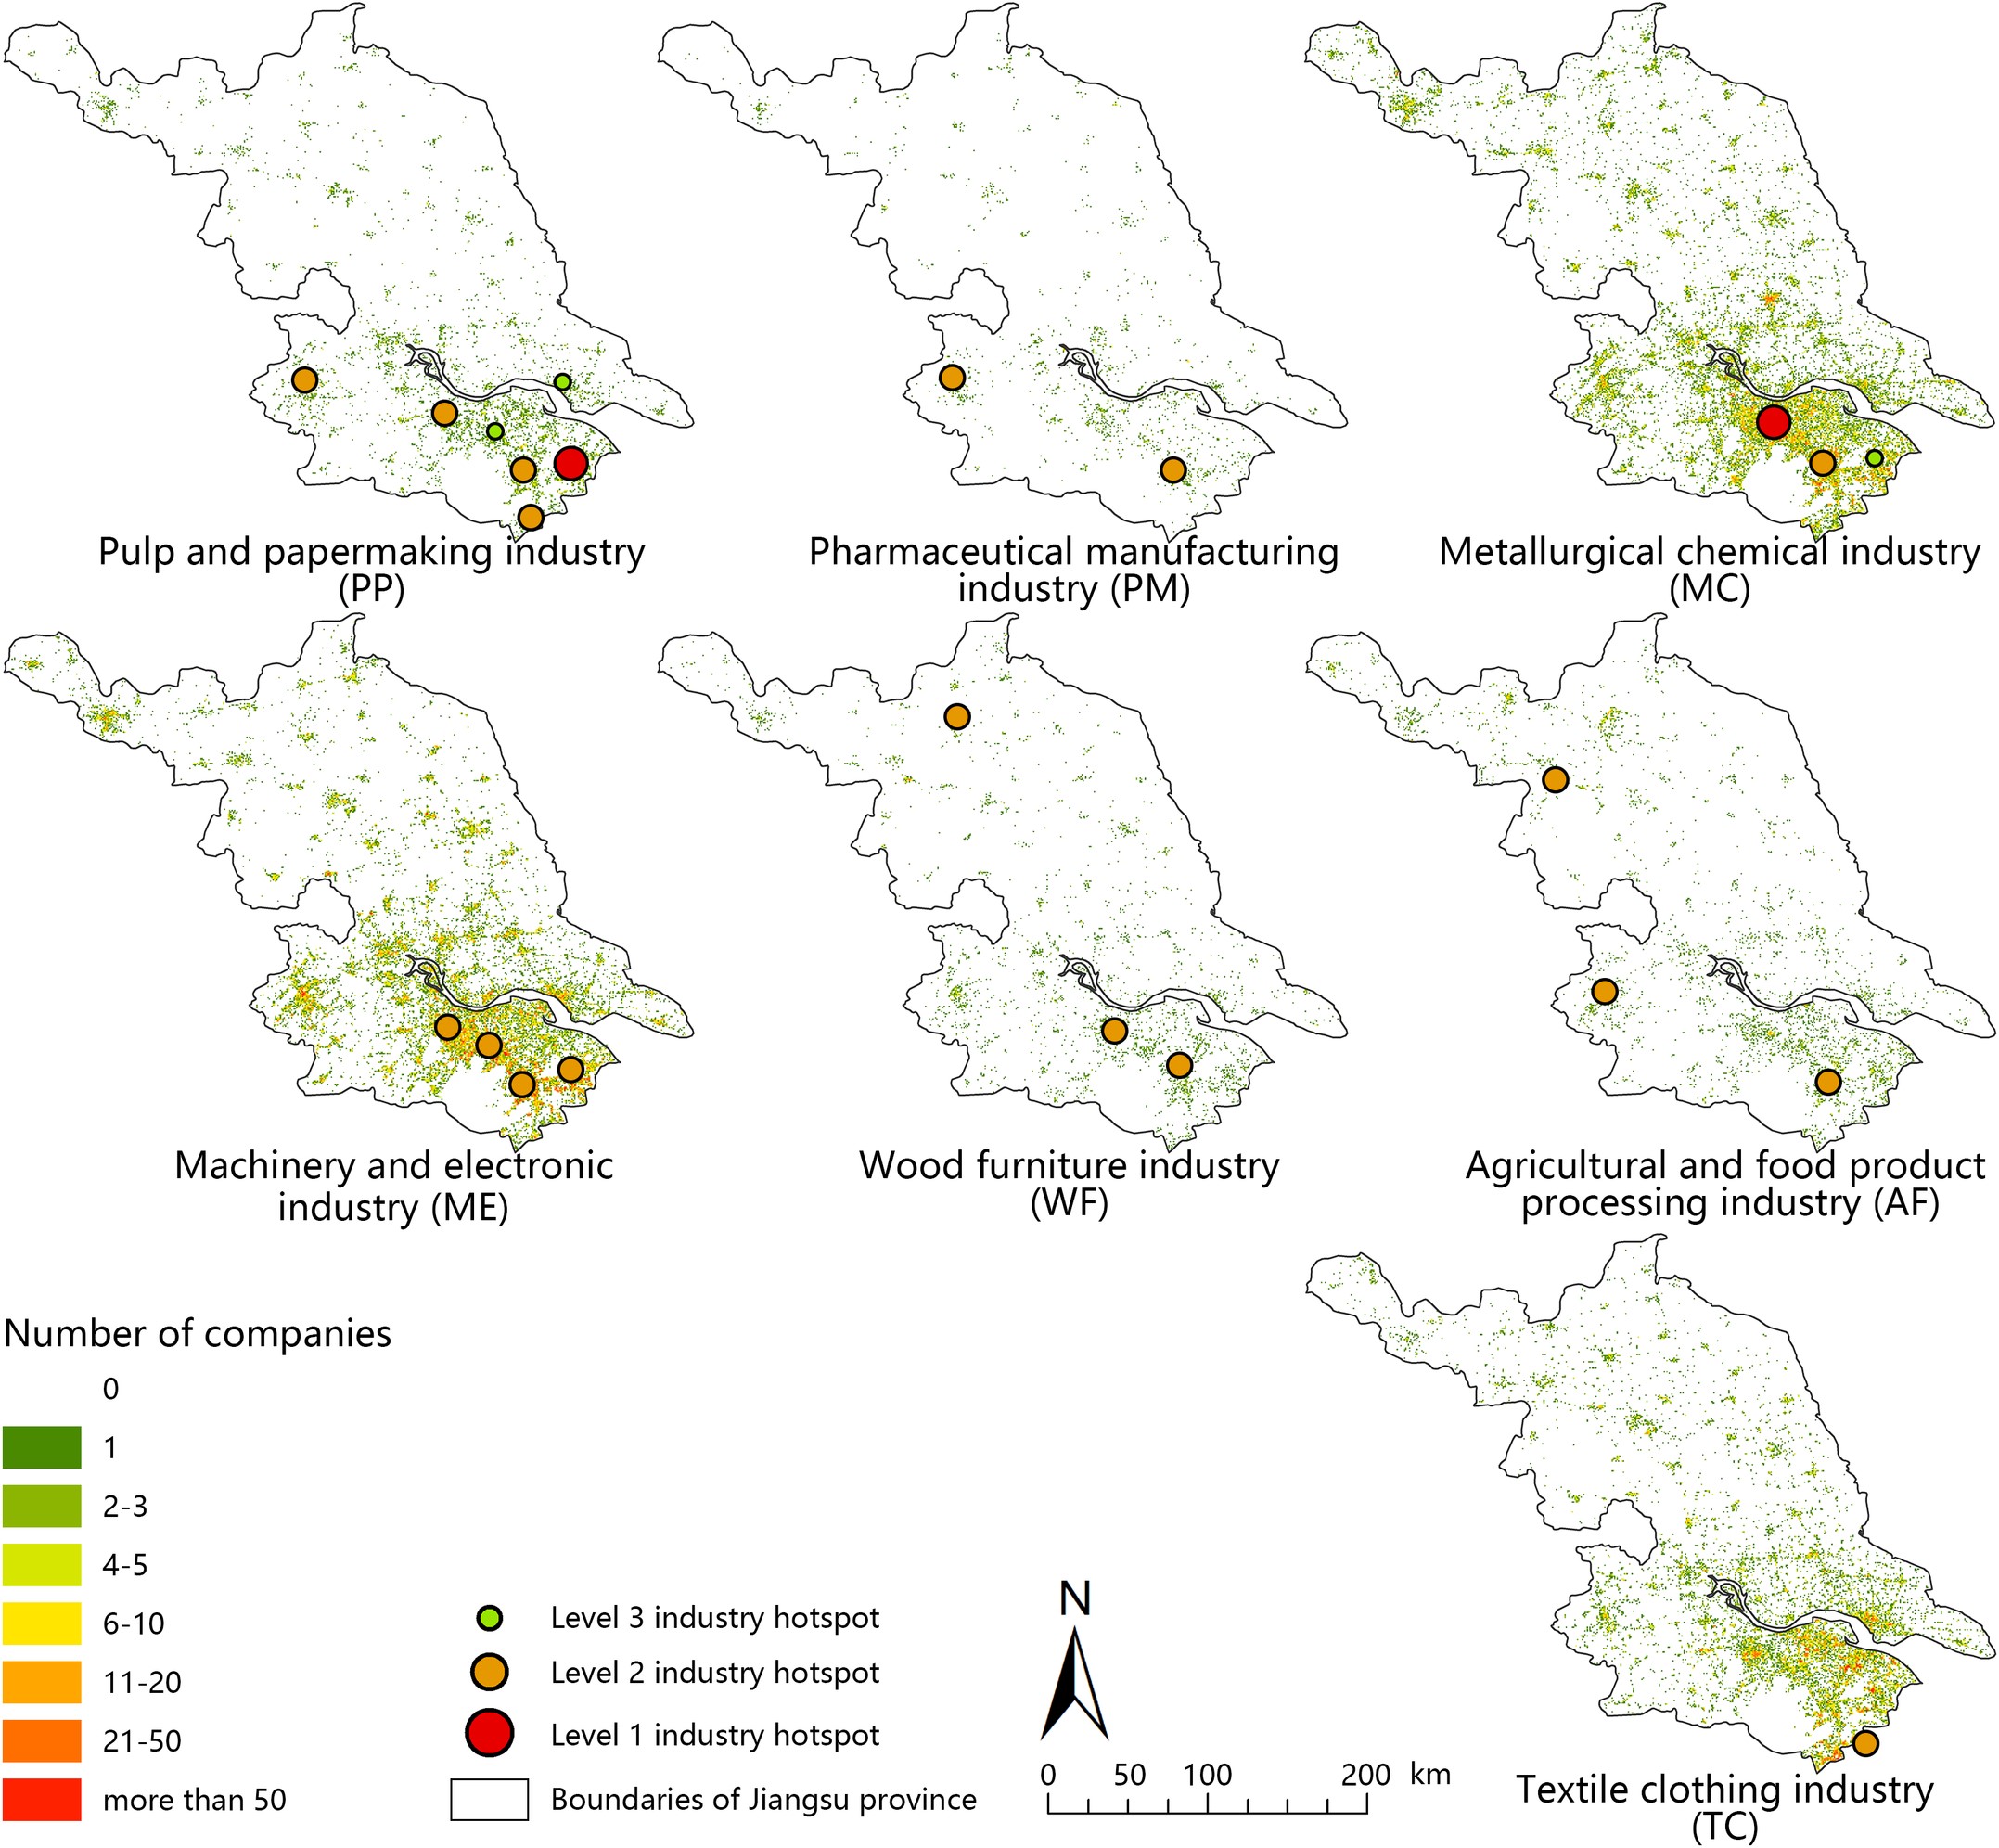 Pulp and papermaking industry
(PP)
Pharmaceutical manufacturing
industry (PM)
Metallurgical chemical industry
(MC)
Machinery and electronic
industry (ME)
Wood furniture industry
(WF)
Agricultural and food product
processing industry (AF)
Number of companies
0
1
2-3
4-5
6-10
11-20
21-50
more than 50
Level 3 industry hotspot
Level 2 industry hotspot
Level 1 industry hotspot
Boundaries of Jiangsu province
N
0 50 100 200 km
Textile clothing industry
(TC)